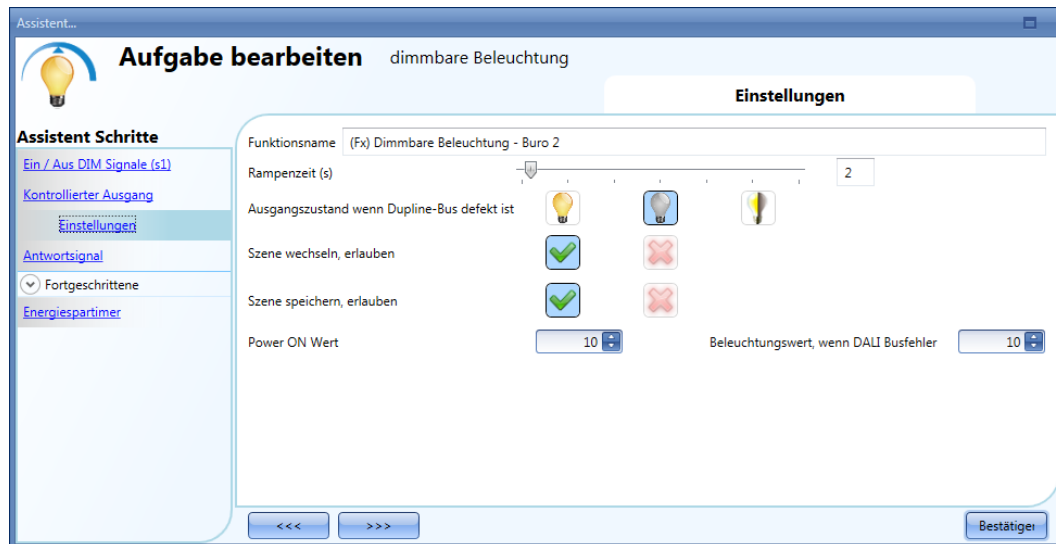 Assistent...
Aufgabe bearbeiten dimmbare Beleuchtung
Einstellungen
Assistent Schritte
Ein / Aus DIM Signale (s1)
Kontrollierter Ausgang
Einstellungen
Antwortsignal
Fortgeschrittene
Energiespartimer
Funktionsname (Fx) Dimmbare Beleuchtung - Buro 2
Rampenzeit (s) 2
Ausgangszustand wenn Dupline-Bus defekt ist
Szene wechseln, erlauben
Szene speichern, erlauben
Power ON Wert 10 Beleuchtungswert, wenn DALI Busfehler 10
<<< >>> Bestätiger